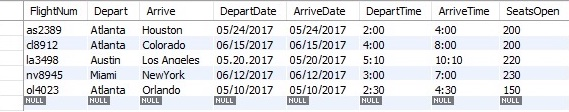 FlightNum Depart Arrive DepartDate ArriveDate DepartTime ArriveTime SeatsOpen
as2389 Atlanta Houston 05/24/2017 05/24/2017 2:00 4:00 200
cl8912 Atlanta Colorado 06/15/2017 06/15/2017 4:00 8:00 200
la3498 Austin Los Angeles 05.20.2017 05/20/2017 5:10 10:10 220
nv8945 Miami NewYork 06/12/2017 06/12/2017 3:00 7:00 230
ol4023 Atlanta Orlando 05/10/2017 05/10/2017 2:30 4:30 150
NULL NULL NULL NULL NULL NULL NULL NULL